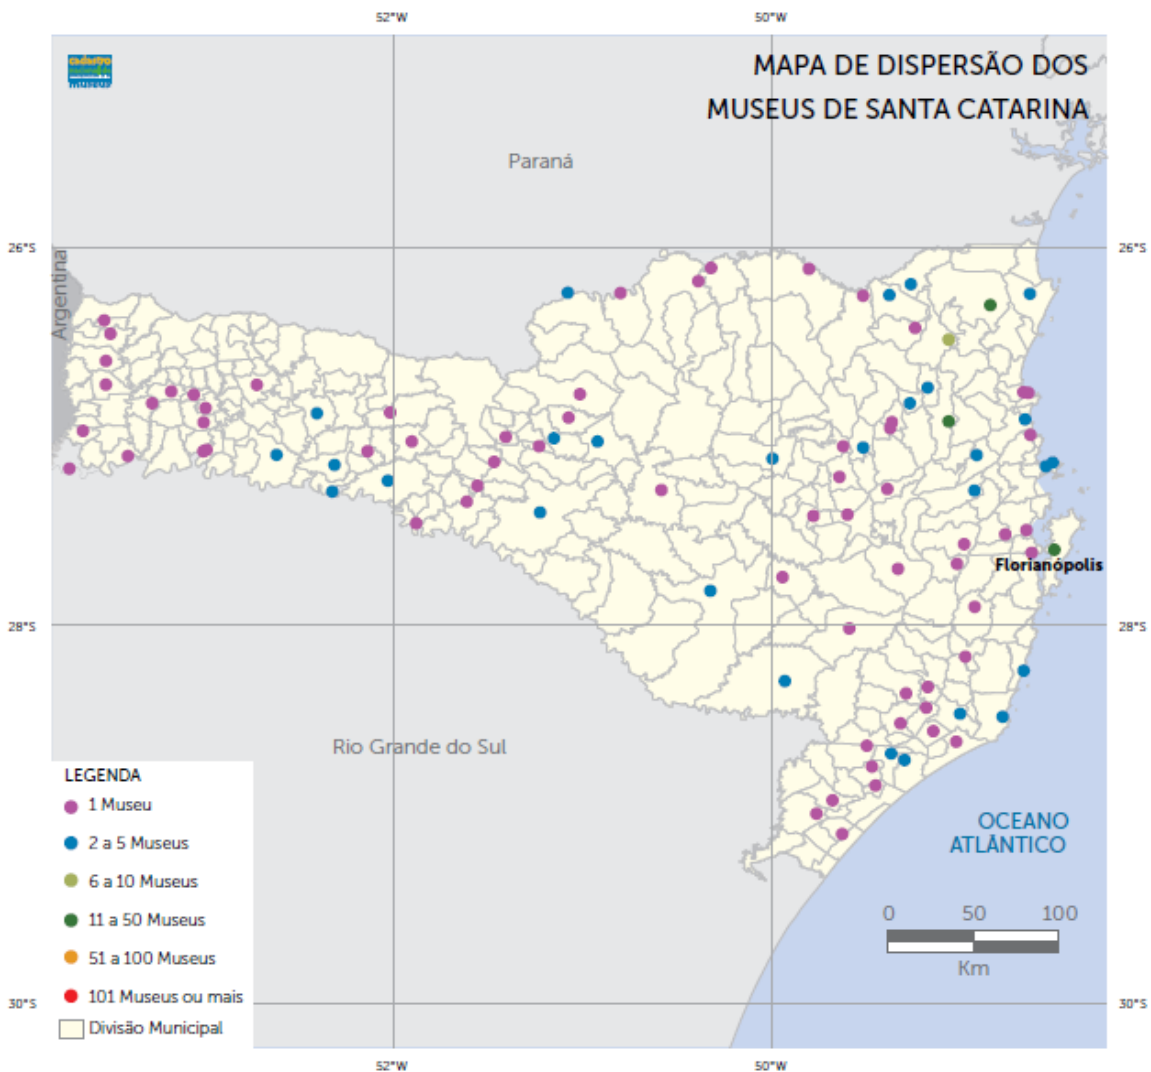 52°W
50°W
cadastro
museus
MAPA DE DISPERSÃO DOS
MUSEUS DE SANTA CATARINA
Paraná
26°S
26°S
Argentina
Florianópolis
28°S
28°S
Rio Grande do Sul
LEGENDA
1 Museu
2 a 5 Museus
6 a 10 Museus
11 a 50 Museus
51 a 100 Museus
101 Museus ou mais
Divisão Municipal
OCEANO
ATLÂNTICO
0 50 100
Km
30°S
30°S
52°W
50°W